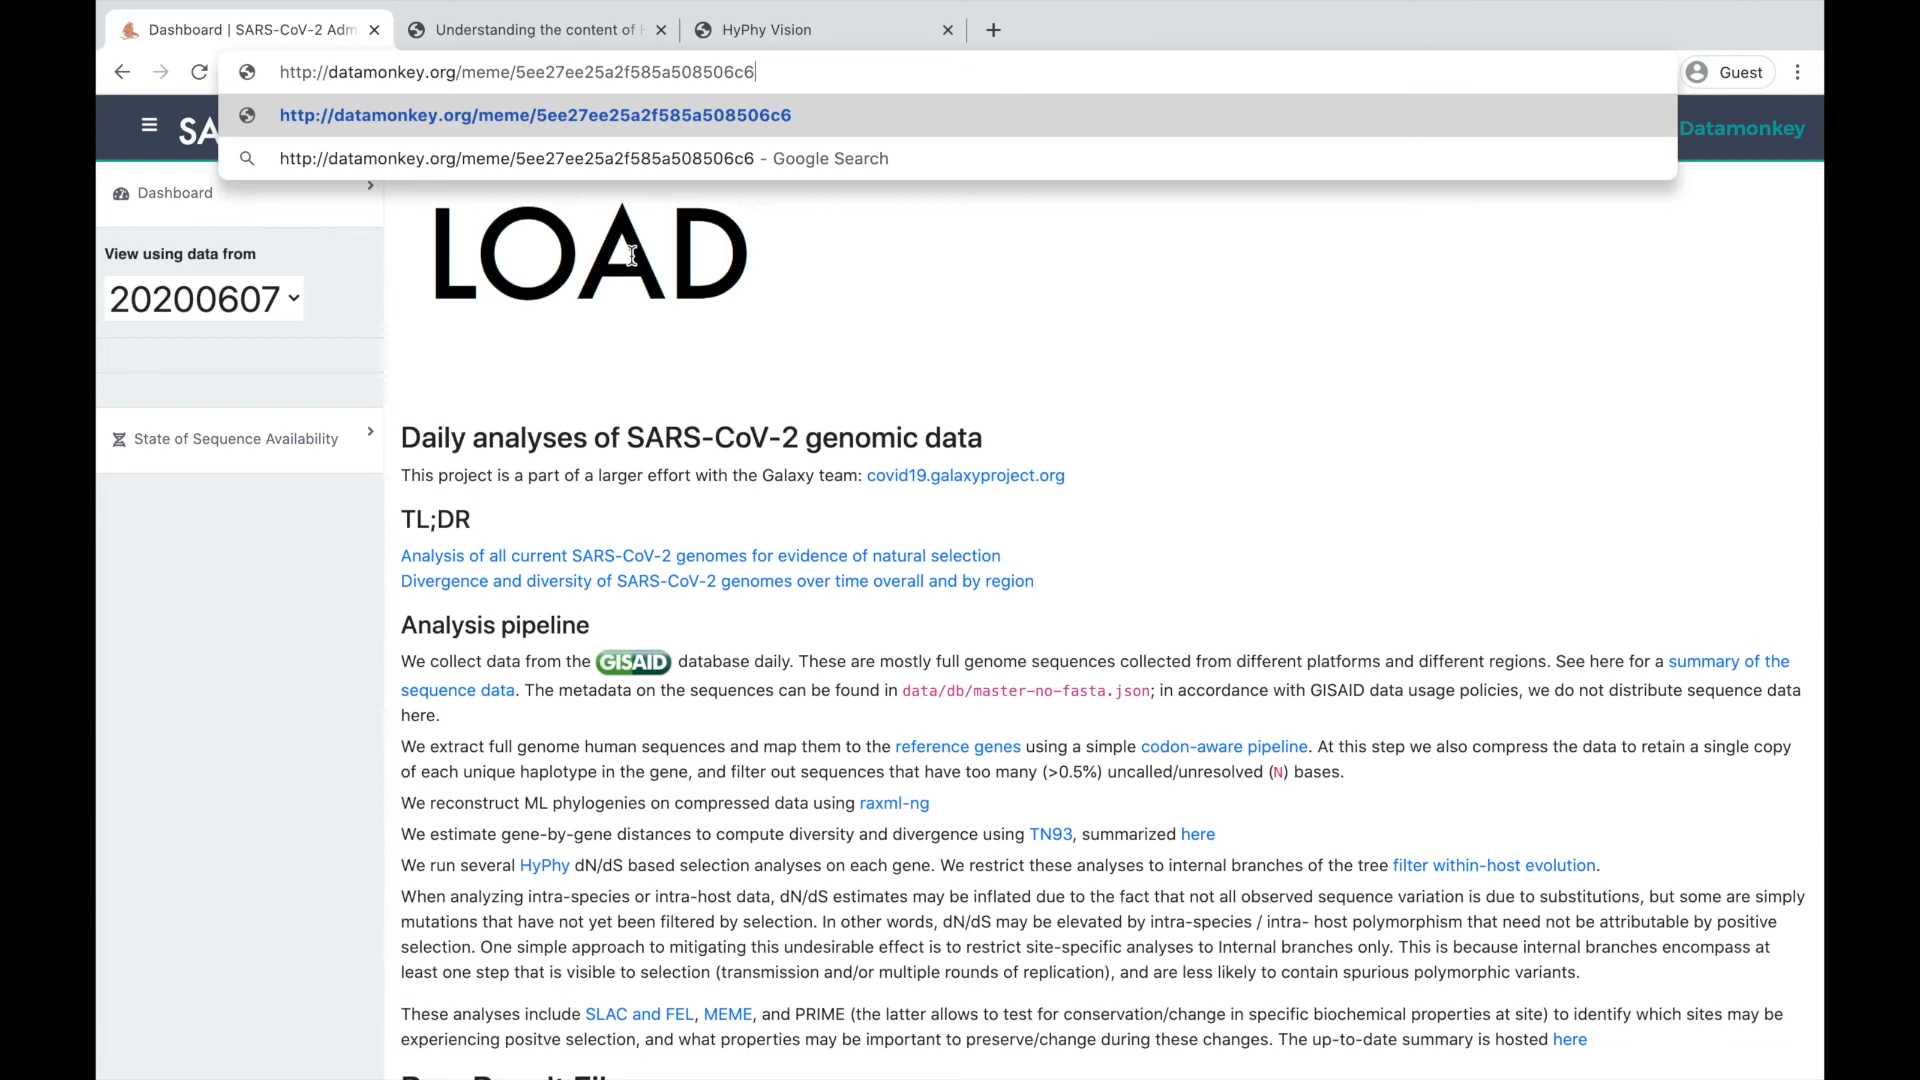 Dashboard | SARS-CoV-2 Adm
Understanding the content of
HyPhy Vision
http://datamonkey.org/meme/5ee27ee25a2f585a508506c6
Guest
http://datamonkey.org/meme/5ee27ee25a2f585a508506c6
http://datamonkey.org/meme/5ee27ee25a2f585a508506c6 - Google Search
SA
Datamonkey
Dashboard
View using data from
20200607
State of Sequence Availability
LOAD
Daily analyses of SARS-CoV-2 genomic data
This project is a part of a larger effort with the Galaxy team: covid19.galaxyproject.org
TL;DR
Analysis of all current SARS-CoV-2 genomes for evidence of natural selection
Divergence and diversity of SARS-CoV-2 genomes over time overall and by region
Analysis pipeline
We collect data from the GISAID database daily. These are mostly full genome sequences collected from different platforms and different regions. See here for a summary of the
sequence data. The metadata on the sequences can be found in data/db/master-no-fasta.json; in accordance with GISAID data usage policies, we do not distribute sequence data
here.
We extract full genome human sequences and map them to the reference genes using a simple codon-aware pipeline. At this step we also compress the data to retain a single copy
of each unique haplotype in the gene, and filter out sequences that have too many (>0.5%) uncalled/unresolved (N) bases.
We reconstruct ML phylogenies on compressed data using raxml-ng
We estimate gene-by-gene distances to compute diversity and divergence using TN93, summarized here
We run several HyPhy dN/dS based selection analyses on each gene. We restrict these analyses to internal branches of the tree filter within-host evolution.
When analyzing intra-species or intra-host data, dN/dS estimates may be inflated due to the fact that not all observed sequence variation is due to substitutions, but some are simply
mutations that have not yet been filtered by selection. In other words, dN/dS may be elevated by intra-species / intra- host polymorphism that need not be attributable by positive
selection. One simple approach to mitigating this undesirable effect is to restrict site-specific analyses to Internal branches only. This is because internal branches encompass at
least one step that is visible to selection (transmission and/or multiple rounds of replication), and are less likely to contain spurious polymorphic variants.
These analyses include SLAC and FEL, MEME, and PRIME (the latter allows to test for conservation/change in specific biochemical properties at site) to identify which sites may be
experiencing positve selection, and what properties may be important to preserve/change during these changes. The up-to-date summary is hosted here